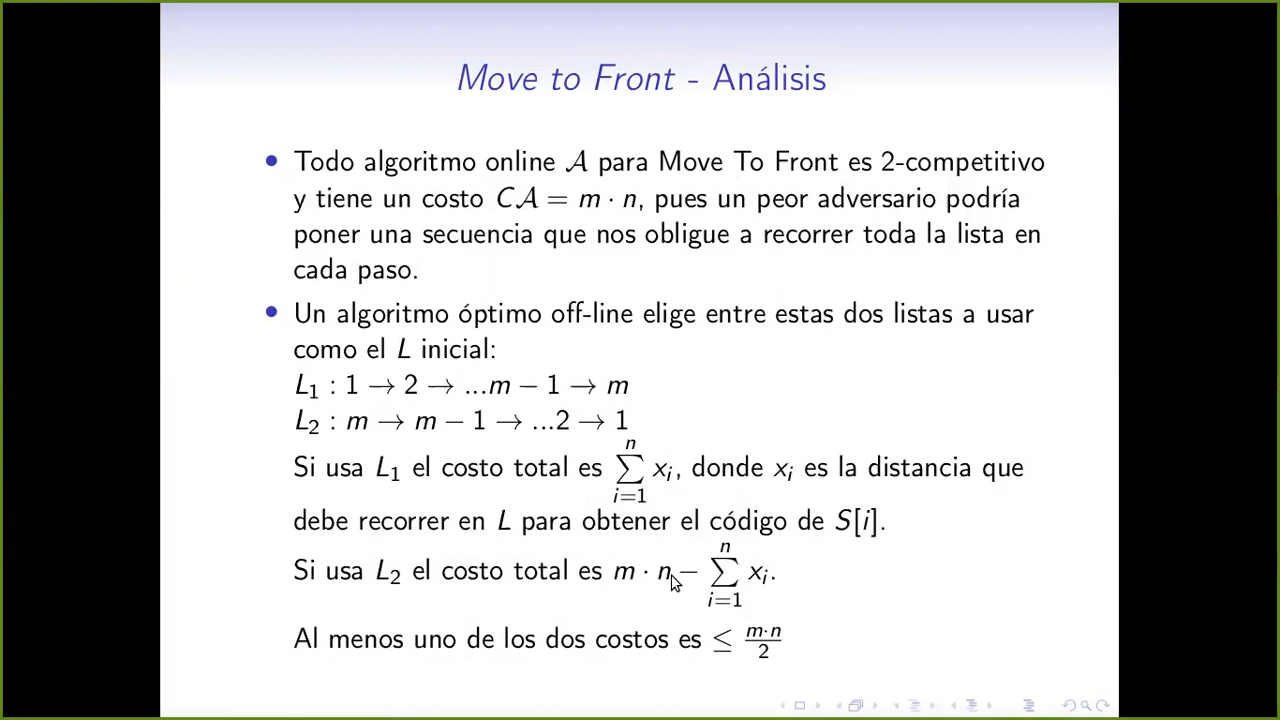 Move to Front - Análisis
• Todo algoritmo online 𝒜 para Move To Front es 2-competitivo
y tiene un costo C𝒜 = m · n, pues un peor adversario podría
poner una secuencia que nos obligue a recorrer toda la lista en
cada paso.
• Un algoritmo óptimo off-line elige entre estas dos listas a usar
como el L inicial:
L₁ : 1 → 2 → ...m − 1 → m
L₂ : m → m − 1 → ...2 → 1
Si usa L₁ el costo total es ∑_{i=1}^{n} xᵢ, donde xᵢ es la distancia que
debe recorrer en L para obtener el código de S[i].
Si usa L₂ el costo total es m · n − ∑_{i=1}^{n} xᵢ.
Al menos uno de los dos costos es ≤ m·n/2